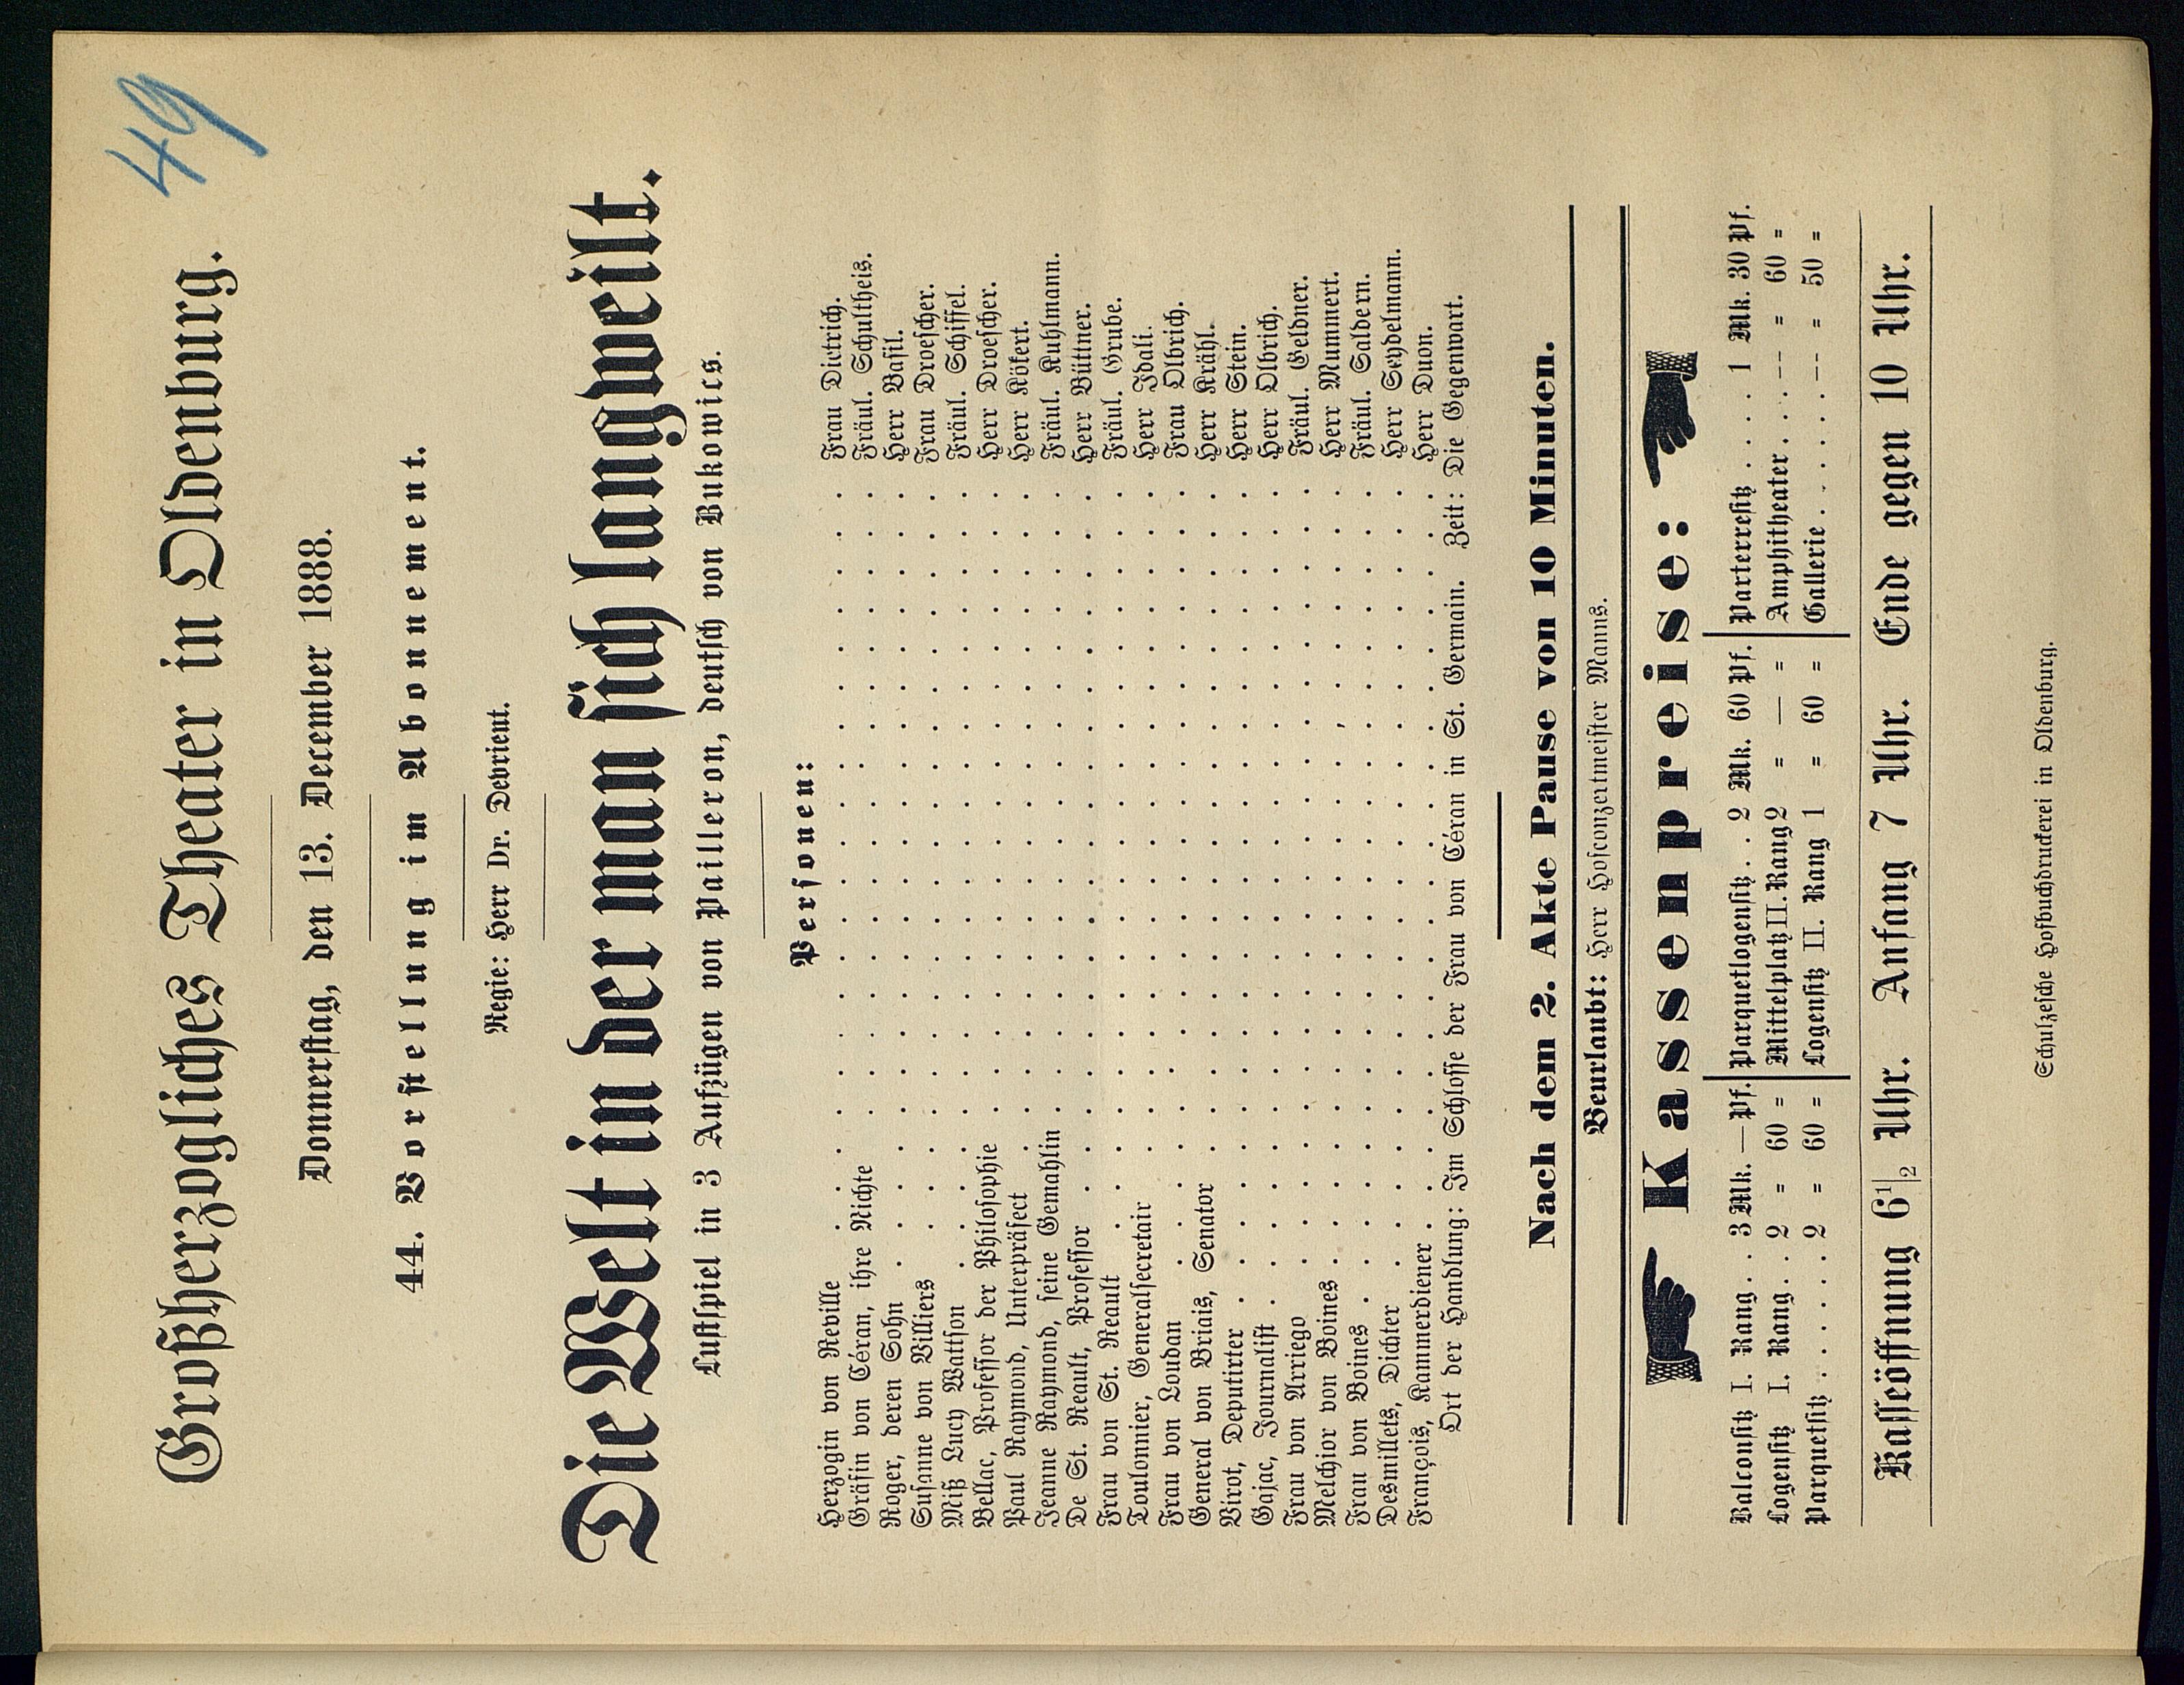 49
Großherzogliches Theater in Oldenburg.
Donnerstag, den 13. December 1888.
44. Vorstellung im Abonnement.
Regie: Herr Dr. Devrient.
Die Welt in der man sich langweilt.
Lustspiel in 3 Aufzügen von Pailleron, deutsch von Bukowics.
Personen:
Herzogin von Reville . . . Frau Dietrich.
Gräfin von Céran, ihre Nichte . . . Fräul. Schultheis.
Roger, deren Sohn . . . Herr Basil.
Susanne von Villiers . . . Frau Droescher.
Miß Lucy Wattson . . . Fräul. Schiffel.
Bellac, Professor der Philosophie . . . Herr Droescher.
Paul Raymond, Unterpräfect . . . Herr Kökert.
Jeanne Raymond, seine Gemahlin . . . Fräul. Kuhlmann.
De St. Reault, Professor . . . Herr Büttner.
Frau von St. Reault . . . Fräul. Grube.
Toulonnier, Generalsecretair . . . Herr Idali.
Frau von Loudan . . . Frau Olbrich.
General von Briais, Senator . . . Herr Krähl.
Virot, Deputirter . . . Herr Stein.
Gajac, Journalist . . . Herr Olbrich.
Frau von Arriego . . . Fräul. Geldner.
Melchior von Boines . . . Herr Mummert.
Frau von Boines . . . Fräul. Saldern.
Desmillets, Dichter . . . Herr Seydelmann.
François, Kammerdiener . . . Herr Duon.
Ort der Handlung: Im Schlosse der Frau von Céran in St. Germain. Zeit: Die Gegenwart.
Nach dem 2. Akte Pause von 10 Minuten.
Beurlaubt: Herr Hofconzertmeister Manns.
Kassenpreise:
Balconsitz I. Rang . . 3 Mk. — Pf. Parquetlogensitz . . 2 Mk. 60 Pf. Parterresitz . . . . 1 Mk. 30 Pf.
Logensitz I. Rang . . 2 = 60 = Mittelplatz II. Rang 2 = — = Amphitheater . . . -- = 60 =
Parquetsitz . . . . . . 2 = 60 = Logensitz II. Rang 1 = 60 = Gallerie . . . . . -- = 50 =
Kasseöffnung 6 1/2 Uhr. Anfang 7 Uhr. Ende gegen 10 Uhr.
Schulzesche Hofbuchdruckerei in Oldenburg.